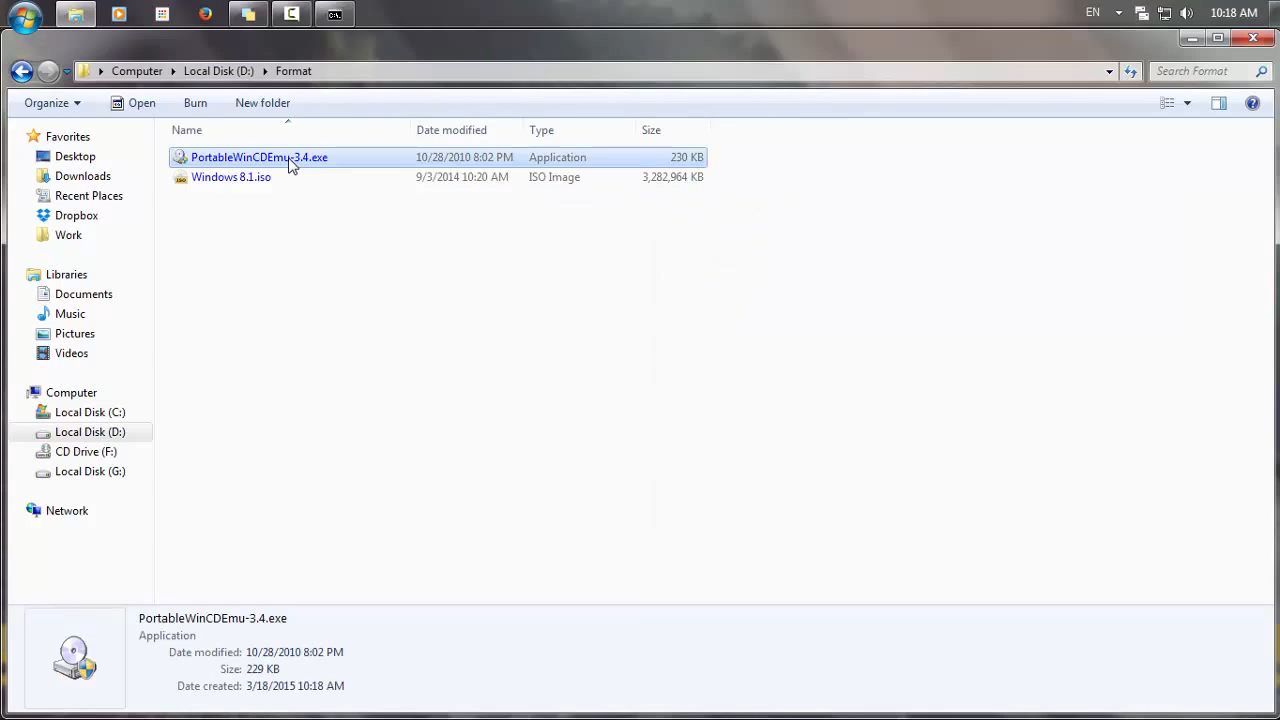 EN 10:18 AM
Computer Local Disk (D:) Format Search Format
Organize Open Burn New folder
Name Date modified Type Size
PortableWinCDEmu-3.4.exe 10/28/2010 8:02 PM Application 230 KB
Windows 8.1.iso 9/3/2014 10:20 AM ISO Image 3,282,964 KB
Favorites
Desktop
Downloads
Recent Places
Dropbox
Work
Libraries
Documents
Music
Pictures
Videos
Computer
Local Disk (C:)
Local Disk (D:)
CD Drive (F:)
Local Disk (G:)
Network
PortableWinCDEmu-3.4.exe
Application
Date modified: 10/28/2010 8:02 PM
Size: 229 KB
Date created: 3/18/2015 10:18 AM